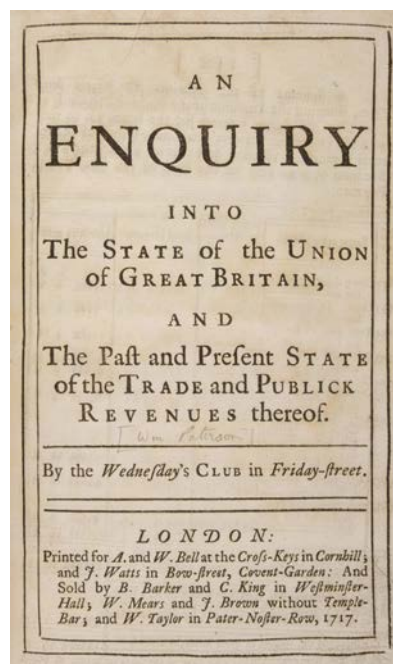 AN
ENQUIRY
INTO
The STATE of the UNION
of GREAT BRITAIN,
AND
The Paſt and Preſent STATE
of the TRADE and PUBLICK
REVENUES thereof.
[Wm Paterson]
By the Wedneſday's CLUB in Friday-ſtreet.
LONDON:
Printed for A. and W. Bell at the Croſs-Keys in Cornhill;
and J. Watts in Bow-ſtreet, Covent-Garden: And
Sold by B. Barker and C. King in Weſtminſter-
Hall; W. Mears and J. Brown without Temple-
Bar; and W. Taylor in Pater-Noſter-Row, 1717.